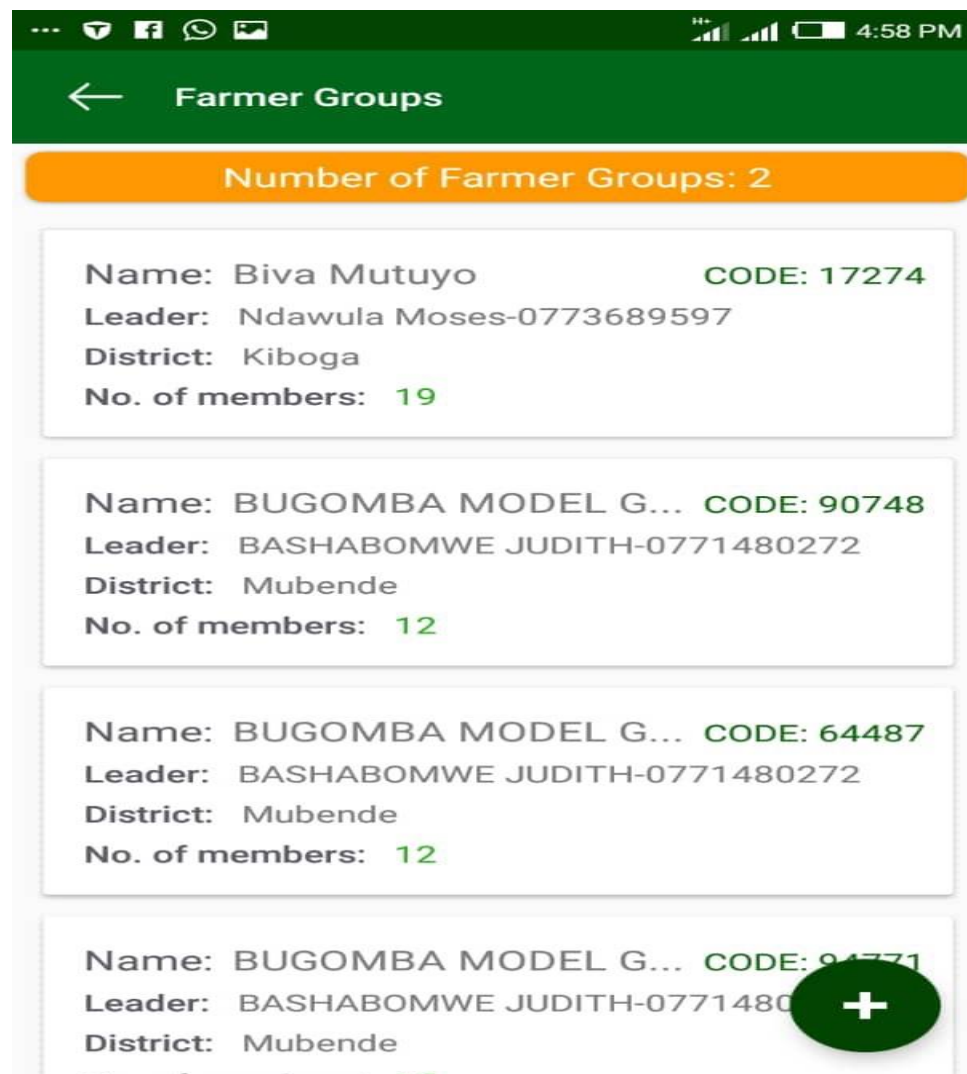 H+
4:58 PM
Farmer Groups
Number of Farmer Groups: 2
Name: Biva Mutuyo CODE: 17274
Leader: Ndawula Moses-0773689597
District: Kiboga
No. of members: 19
Name: BUGOMBA MODEL G... CODE: 90748
Leader: BASHABOMWE JUDITH-0771480272
District: Mubende
No. of members: 12
Name: BUGOMBA MODEL G... CODE: 64487
Leader: BASHABOMWE JUDITH-0771480272
District: Mubende
No. of members: 12
Name: BUGOMBA MODEL G... CODE: 94771
Leader: BASHABOMWE JUDITH-0771480
District: Mubende